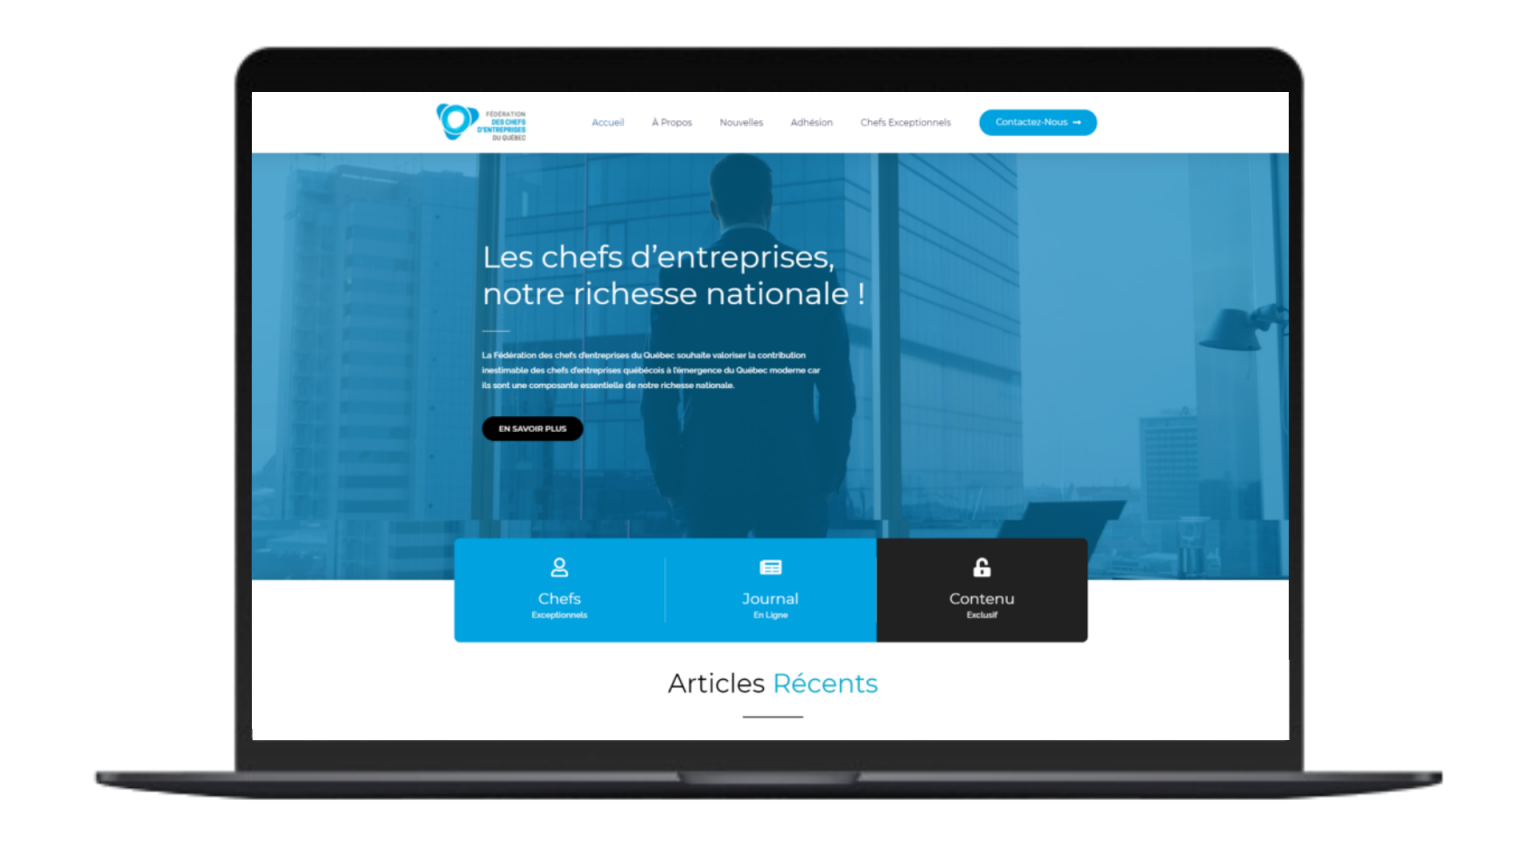 FÉDÉRATION
DES CHEFS
D'ENTREPRISES
DU QUÉBEC
Accueil
À Propos
Nouvelles
Adhésion
Chefs Exceptionnels
Contactez-Nous →
Les chefs d'entreprises,
notre richesse nationale !
La Fédération des chefs d'entreprises du Québec souhaite valoriser la contribution
inestimable des chefs d'entreprises québécois à l'émergence du Québec moderne car
ils sont une composante essentielle de notre richesse nationale.
EN SAVOIR PLUS
Chefs
Exceptionnels
Journal
En Ligne
Contenu
Exclusif
Articles Récents